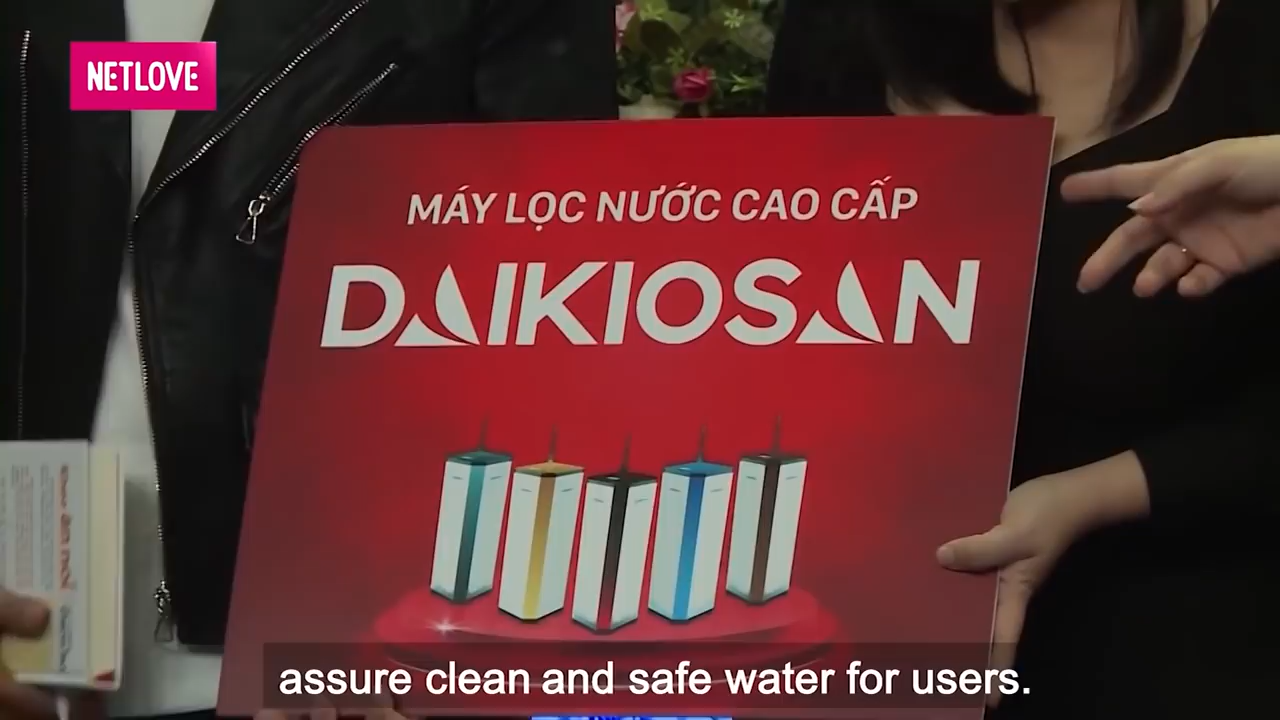 NETLOVE
MÁY LỌC NƯỚC CAO CẤP
DAIKIOSAN
assure clean and safe water for users.